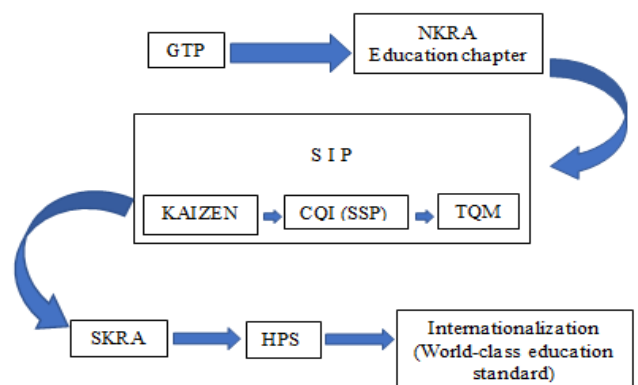 GTP
NKRA
Education chapter
S I P
KAIZEN
CQI (SSP)
TQM
SKRA
HPS
Internationalization
(World-class education
standard)